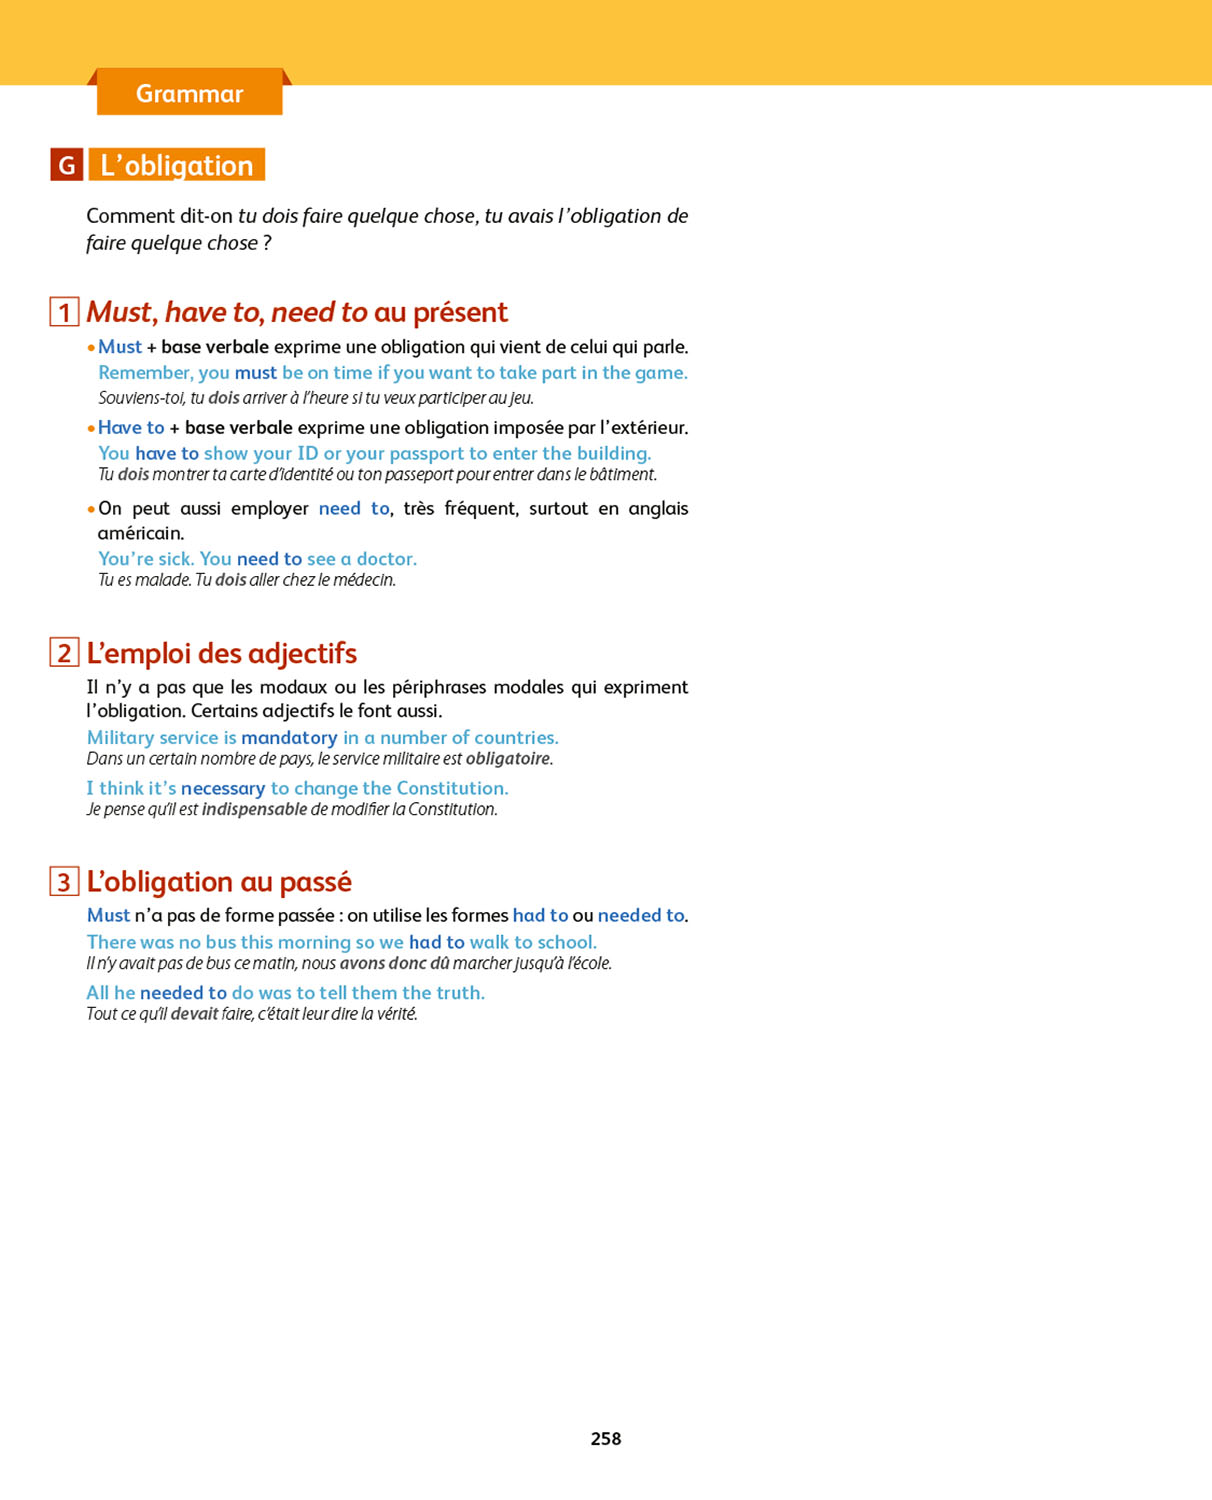 Grammar
G L’obligation
Comment dit-on tu dois faire quelque chose, tu avais l’obligation de
faire quelque chose ?
1 Must, have to, need to au présent
• Must + base verbale exprime une obligation qui vient de celui qui parle.
Remember, you must be on time if you want to take part in the game.
Souviens-toi, tu dois arriver à l’heure si tu veux participer au jeu.
• Have to + base verbale exprime une obligation imposée par l’extérieur.
You have to show your ID or your passport to enter the building.
Tu dois montrer ta carte d’identité ou ton passeport pour entrer dans le bâtiment.
• On peut aussi employer need to, très fréquent, surtout en anglais
américain.
You’re sick. You need to see a doctor.
Tu es malade. Tu dois aller chez le médecin.
2 L’emploi des adjectifs
Il n’y a pas que les modaux ou les périphrases modales qui expriment
l’obligation. Certains adjectifs le font aussi.
Military service is mandatory in a number of countries.
Dans un certain nombre de pays, le service militaire est obligatoire.
I think it’s necessary to change the Constitution.
Je pense qu’il est indispensable de modifier la Constitution.
3 L’obligation au passé
Must n’a pas de forme passée : on utilise les formes had to ou needed to.
There was no bus this morning so we had to walk to school.
Il n’y avait pas de bus ce matin, nous avons donc dû marcher jusqu’à l’école.
All he needed to do was to tell them the truth.
Tout ce qu’il devait faire, c’était leur dire la vérité.
258